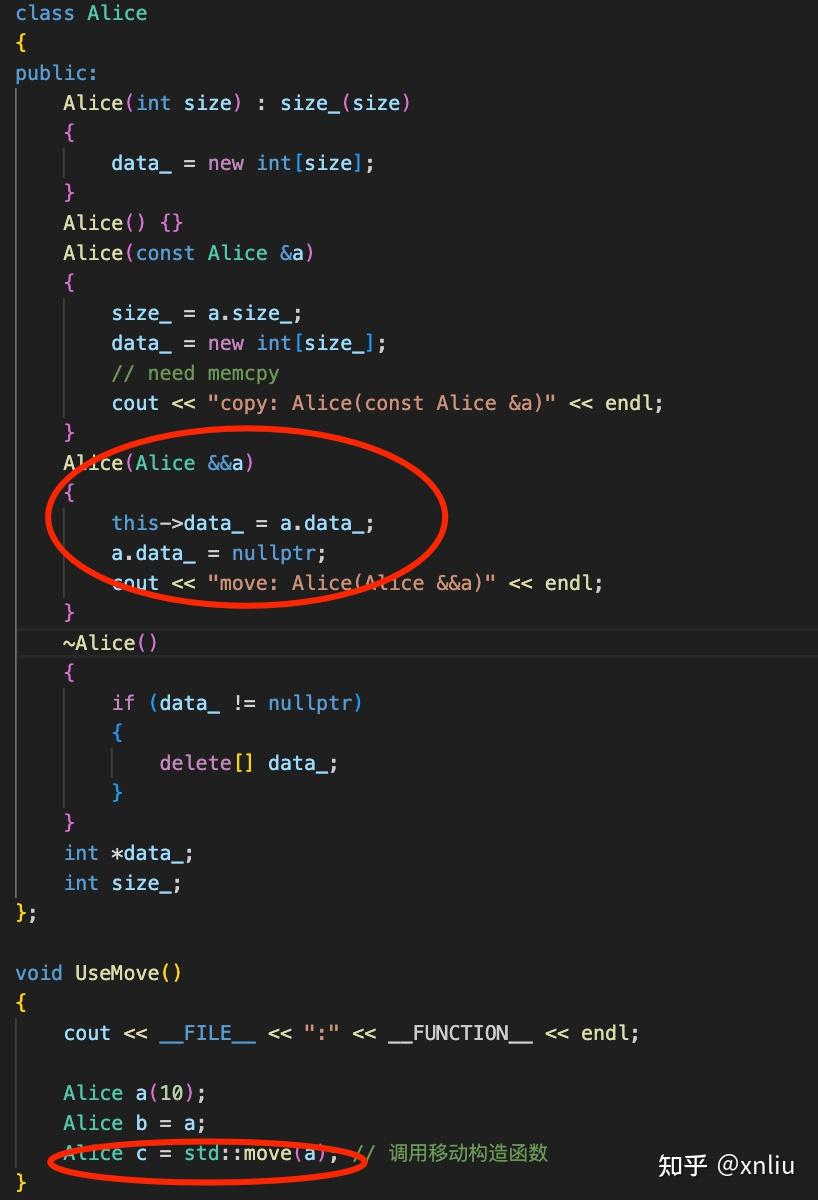 class Alice
{
public:
    Alice(int size) : size_(size)
    {
        data_ = new int[size];
    }
    Alice() {}
    Alice(const Alice &a)
    {
        size_ = a.size_;
        data_ = new int[size_];
        // need memcpy
        cout << "copy: Alice(const Alice &a)" << endl;
    }
    Alice(Alice &&a)
    {
        this->data_ = a.data_;
        a.data_ = nullptr;
        cout << "move: Alice(Alice &&a)" << endl;
    }
    ~Alice()
    {
        if (data_ != nullptr)
        {
            delete[] data_;
        }
    }
    int *data_;
    int size_;
};

void UseMove()
{
    cout << __FILE__ << ":" << __FUNCTION__ << endl;

    Alice a(10);
    Alice b = a;
    Alice c = std::move(a); // 调用移动构造函数
}
知乎 @xnliu